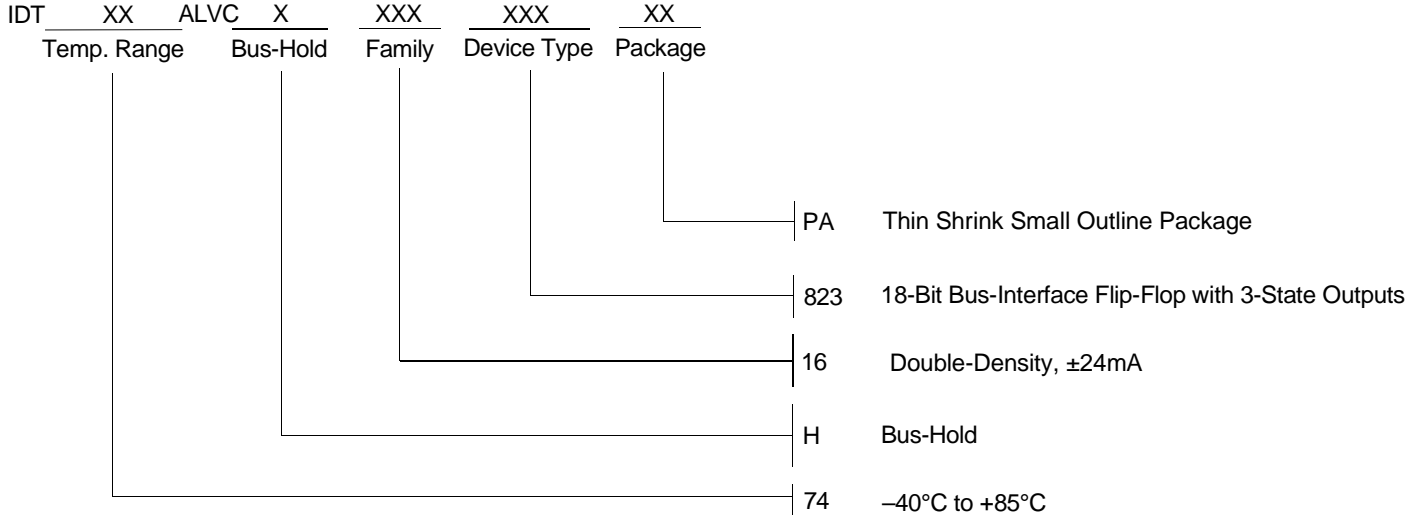 IDT XX ALVC X XXX XXX XX
Temp. Range Bus-Hold Family Device Type Package
PA Thin Shrink Small Outline Package
823 18-Bit Bus-Interface Flip-Flop with 3-State Outputs
16 Double-Density, ±24mA
H Bus-Hold
74 –40°C to +85°C